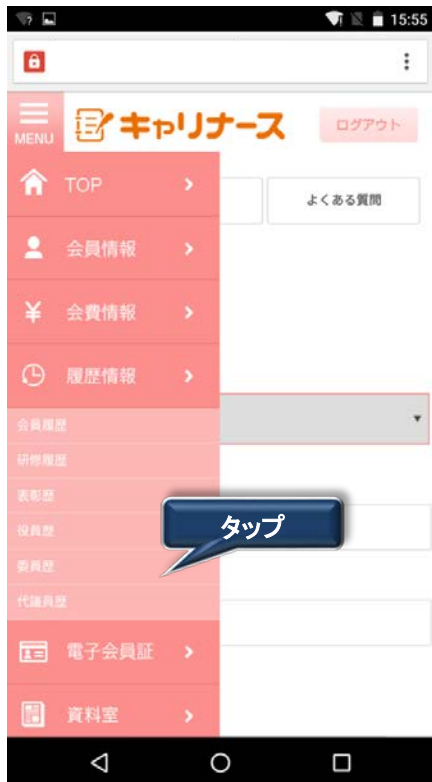 15:55
MENU
キャリナース
ログアウト
TOP
よくある質問
会員情報
会費情報
履歴情報
会員履歴
研修履歴
表彰歴
役員歴
タップ
委員歴
代議員歴
電子会員証
資料室